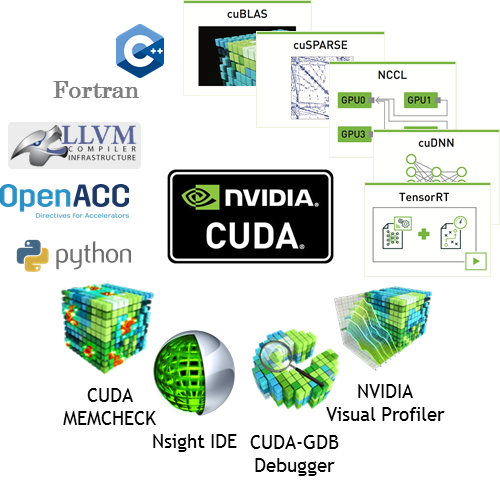 cuBLAS
cuSPARSE
NCCL
GPU0
GPU1
GPU3
cuDNN
TensorRT
C++
Fortran
LLVM
COMPILER
INFRASTRUCTURE
OpenACC
Directives for Accelerators
python
NVIDIA®
CUDA®
CUDA
MEMCHECK
Nsight IDE
CUDA-GDB
Debugger
NVIDIA
Visual Profiler